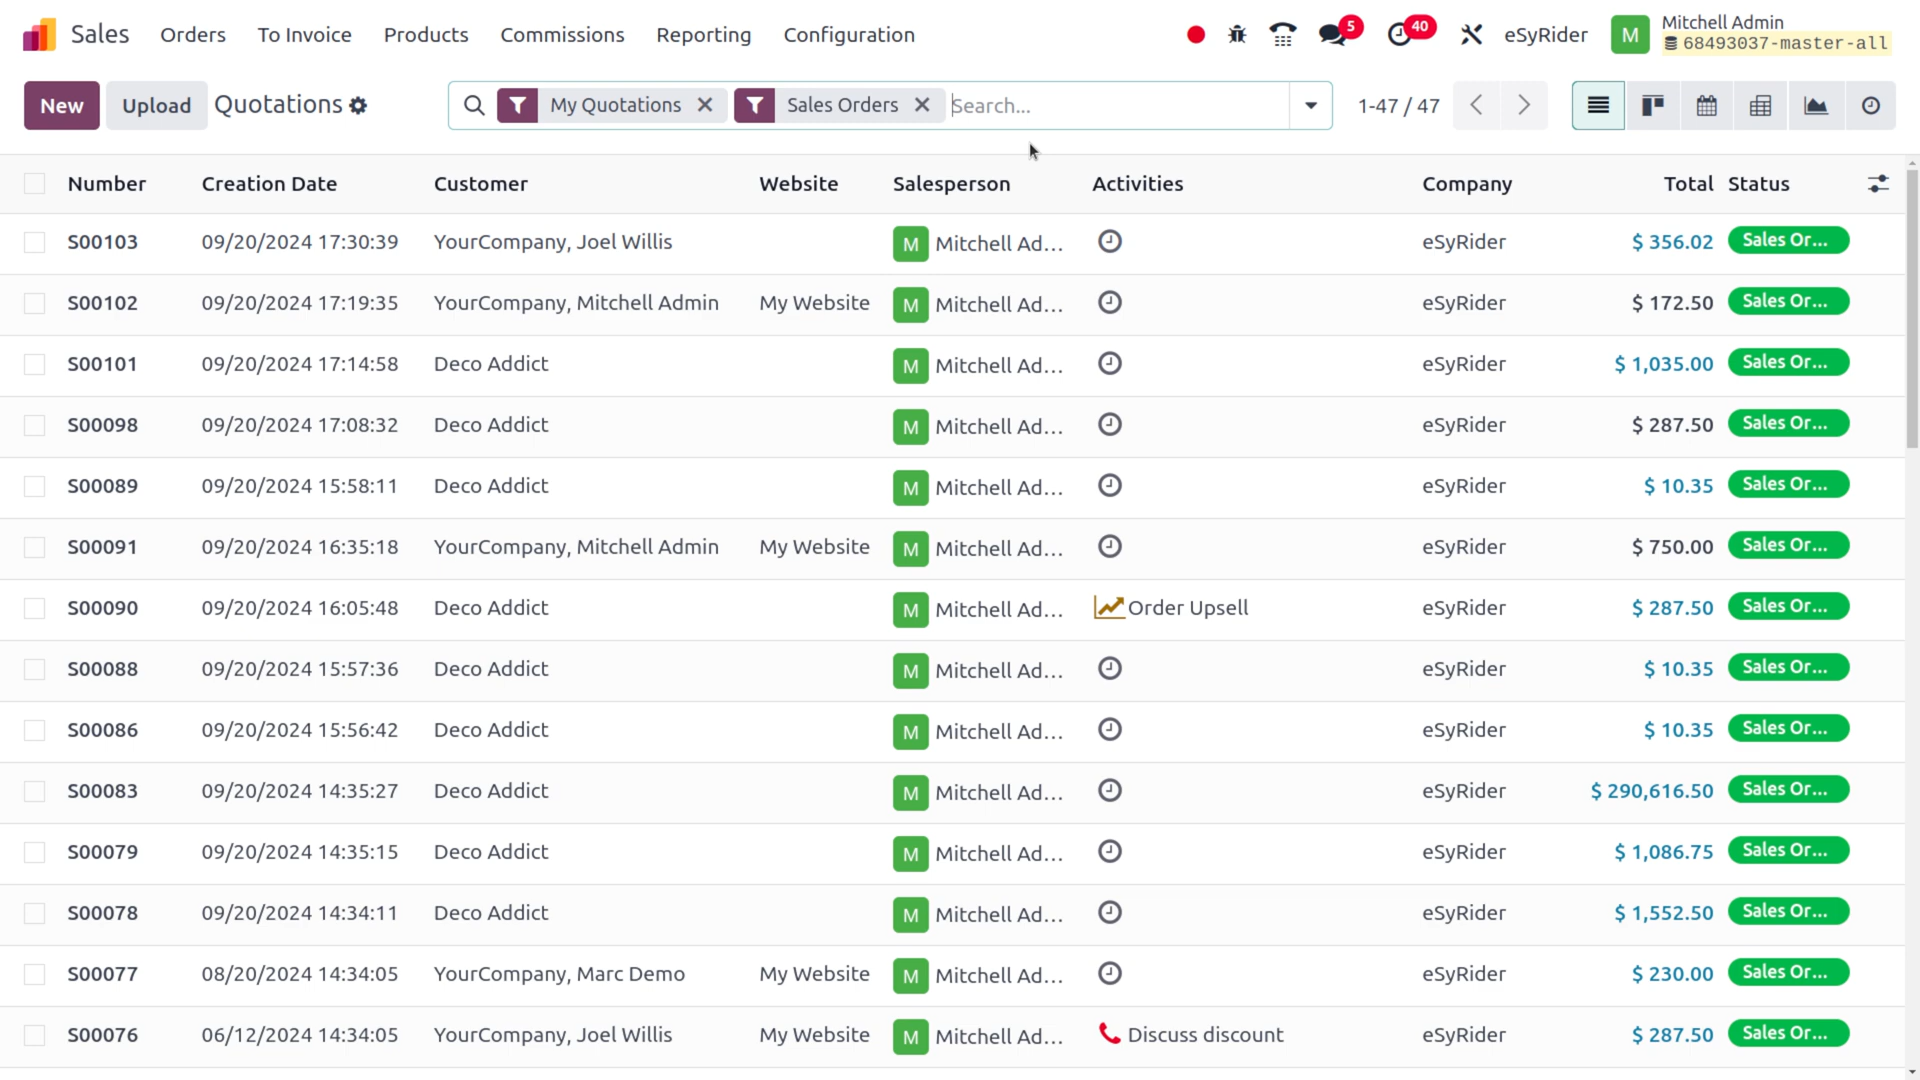 Sales Orders To Invoice Products Commissions Reporting Configuration 5 40 eSyRider M Mitchell Admin
68493037-master-all
New Upload Quotations My Quotations Sales Orders Search... 1-47 / 47
Number Creation Date Customer Website Salesperson Activities Company Total Status
S00103 09/20/2024 17:30:39 YourCompany, Joel Willis M Mitchell Ad... eSyRider $ 356.02 Sales Or...
S00102 09/20/2024 17:19:35 YourCompany, Mitchell Admin My Website M Mitchell Ad... eSyRider $ 172.50 Sales Or...
S00101 09/20/2024 17:14:58 Deco Addict M Mitchell Ad... eSyRider $ 1,035.00 Sales Or...
S00098 09/20/2024 17:08:32 Deco Addict M Mitchell Ad... eSyRider $ 287.50 Sales Or...
S00089 09/20/2024 15:58:11 Deco Addict M Mitchell Ad... eSyRider $ 10.35 Sales Or...
S00091 09/20/2024 16:35:18 YourCompany, Mitchell Admin My Website M Mitchell Ad... eSyRider $ 750.00 Sales Or...
S00090 09/20/2024 16:05:48 Deco Addict M Mitchell Ad... Order Upsell eSyRider $ 287.50 Sales Or...
S00088 09/20/2024 15:57:36 Deco Addict M Mitchell Ad... eSyRider $ 10.35 Sales Or...
S00086 09/20/2024 15:56:42 Deco Addict M Mitchell Ad... eSyRider $ 10.35 Sales Or...
S00083 09/20/2024 14:35:27 Deco Addict M Mitchell Ad... eSyRider $ 290,616.50 Sales Or...
S00079 09/20/2024 14:35:15 Deco Addict M Mitchell Ad... eSyRider $ 1,086.75 Sales Or...
S00078 09/20/2024 14:34:11 Deco Addict M Mitchell Ad... eSyRider $ 1,552.50 Sales Or...
S00077 08/20/2024 14:34:05 YourCompany, Marc Demo My Website M Mitchell Ad... eSyRider $ 230.00 Sales Or...
S00076 06/12/2024 14:34:05 YourCompany, Joel Willis My Website M Mitchell Ad... Discuss discount eSyRider $ 287.50 Sales Or...